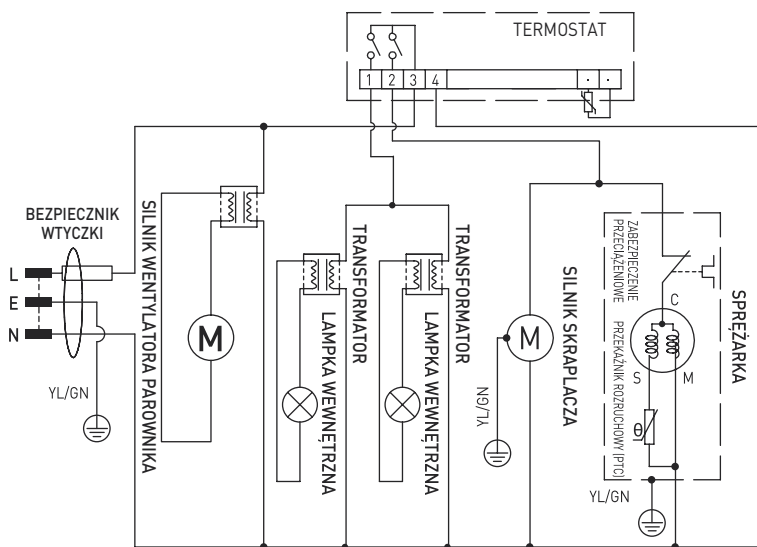 TERMOSTAT
1 2 3 4
BEZPIECZNIK
WTYCZKI
L
E
N
YL/GN
SILNIK WENTYLATORA PAROWNIKA
M
TRANSFORMATOR
LAMPKA WEWNĘTRZNA
TRANSFORMATOR
LAMPKA WEWNĘTRZNA
YL/GN
M
SILNIK SKRAPLACZA
ZABEZPIECZENIE
PRZECIĄŻENIOWE
PRZEKAŹNIK ROZRUCHOWY (PTC)
C
S
M
θ
YL/GN
SPRĘŻARKA